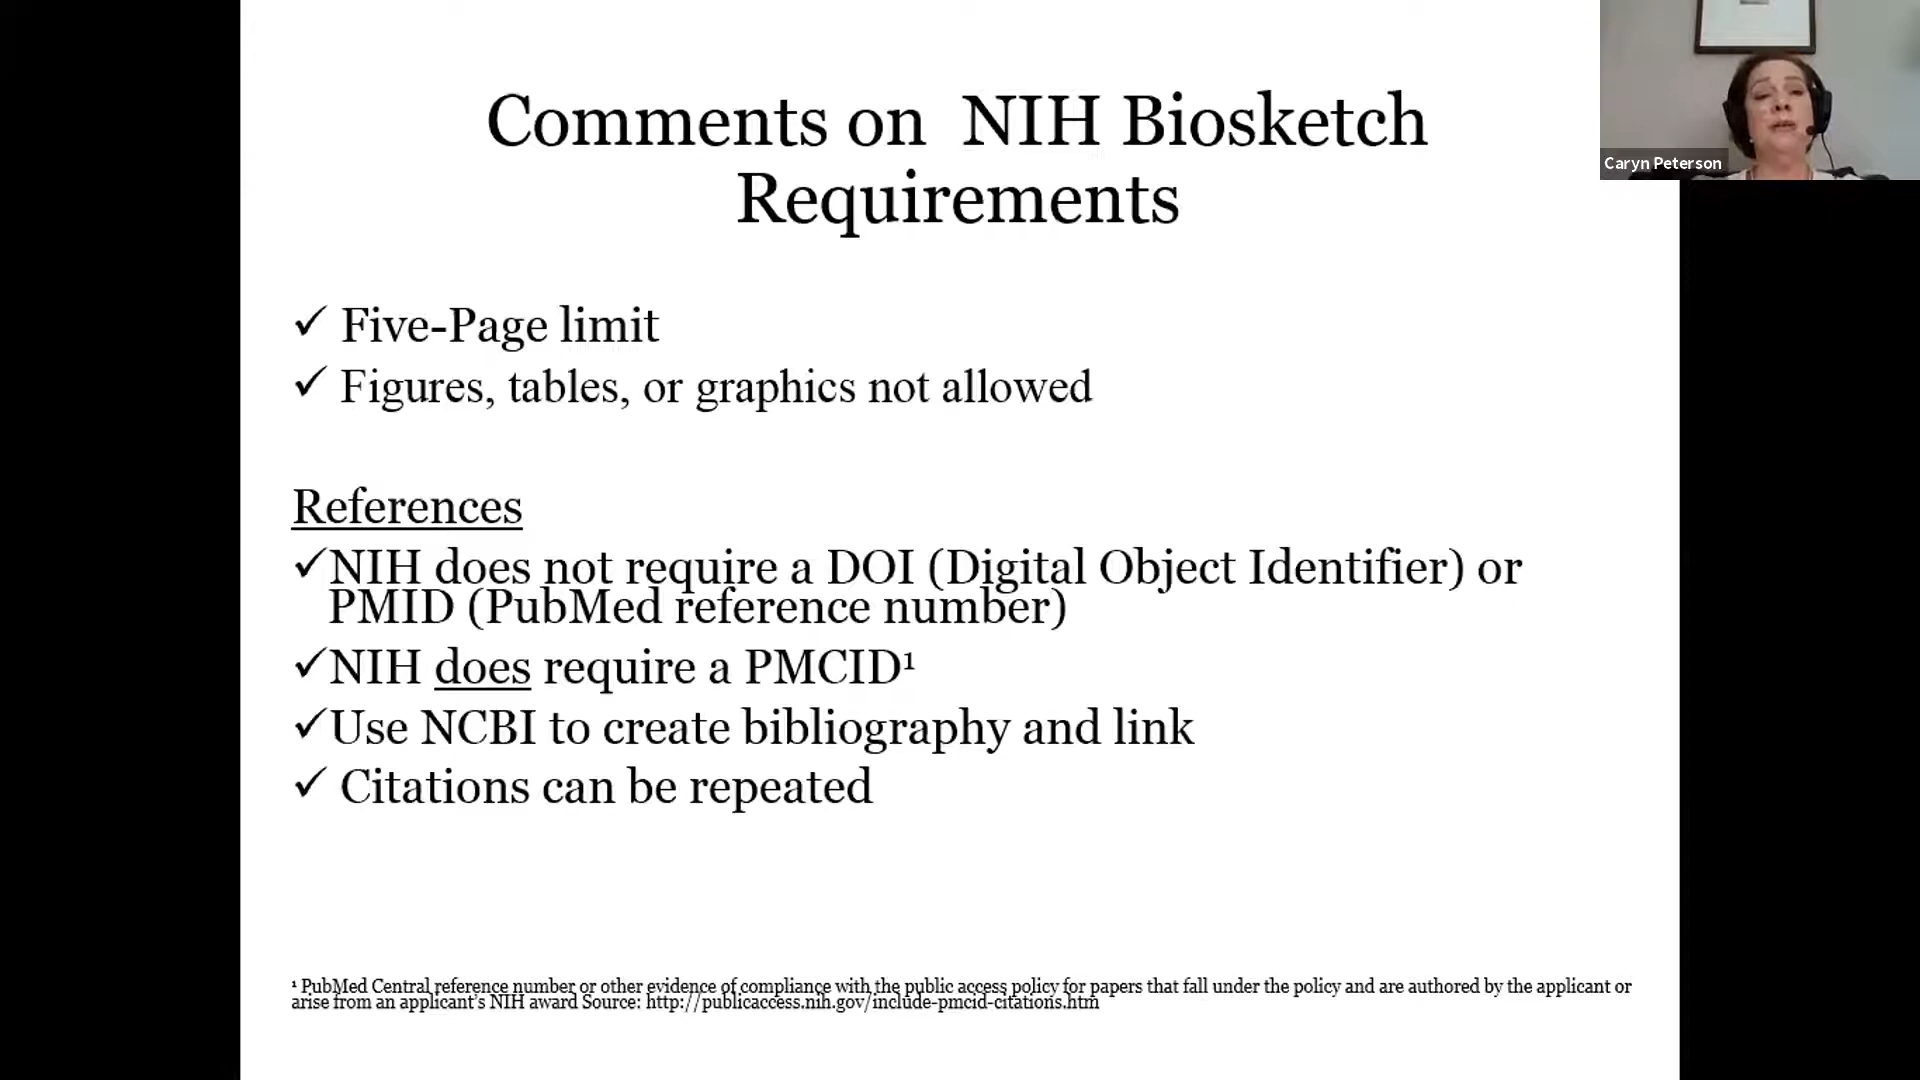 Comments on NIH Biosketch
Requirements
Caryn Peterson
✓ Five-Page limit
✓ Figures, tables, or graphics not allowed
References
✓NIH does not require a DOI (Digital Object Identifier) or
PMID (PubMed reference number)
✓NIH does require a PMCID¹
✓Use NCBI to create bibliography and link
✓ Citations can be repeated
¹ PubMed Central reference number or other evidence of compliance with the public access policy for papers that fall under the policy and are authored by the applicant or
arise from an applicant's NIH award Source: http://publicaccess.nih.gov/include-pmcid-citations.htm